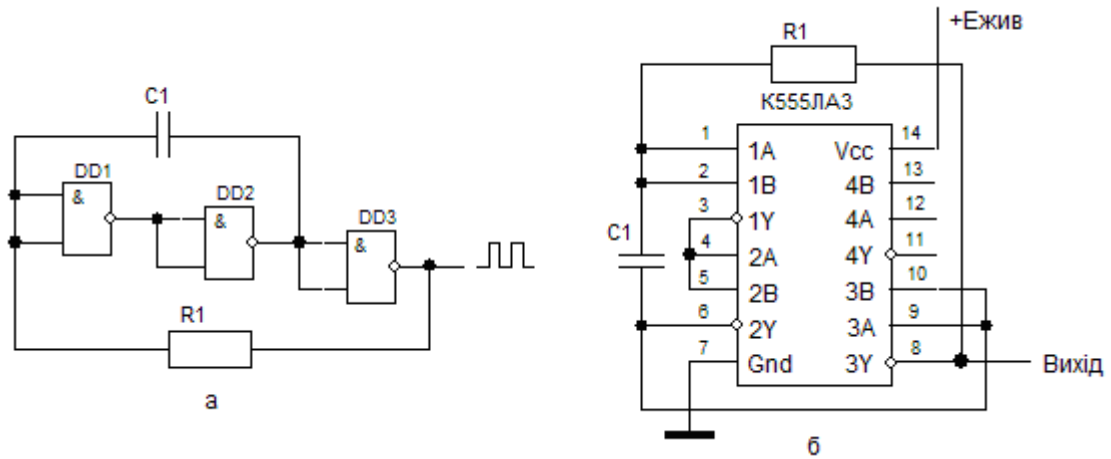 C1
DD1
&
DD2
&
DD3
&
R1
а
+Eжив
R1
К555ЛА3
1 1A Vcc 14
2 1B 4B 13
3 1Y 4A 12
C1
4 2A 4Y 11
5 2B 3B 10
6 2Y 3A 9
7 Gnd 3Y 8
Вихід
б